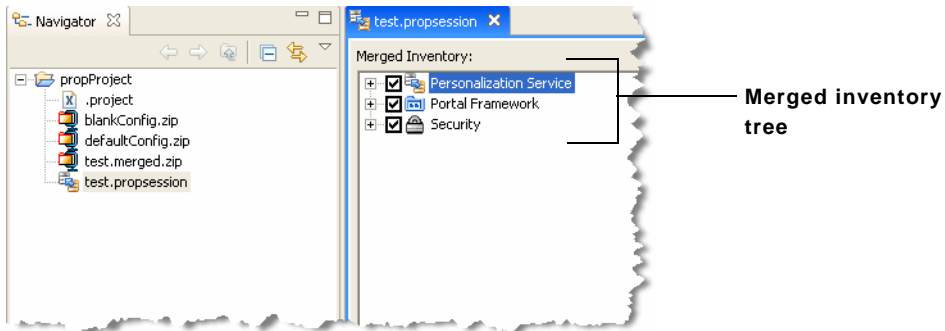 Navigator
propProject
.project
blankConfig.zip
defaultConfig.zip
test.merged.zip
test.propsession
test.propsession
Merged Inventory:
Personalization Service
Portal Framework
Security
Merged inventory
tree